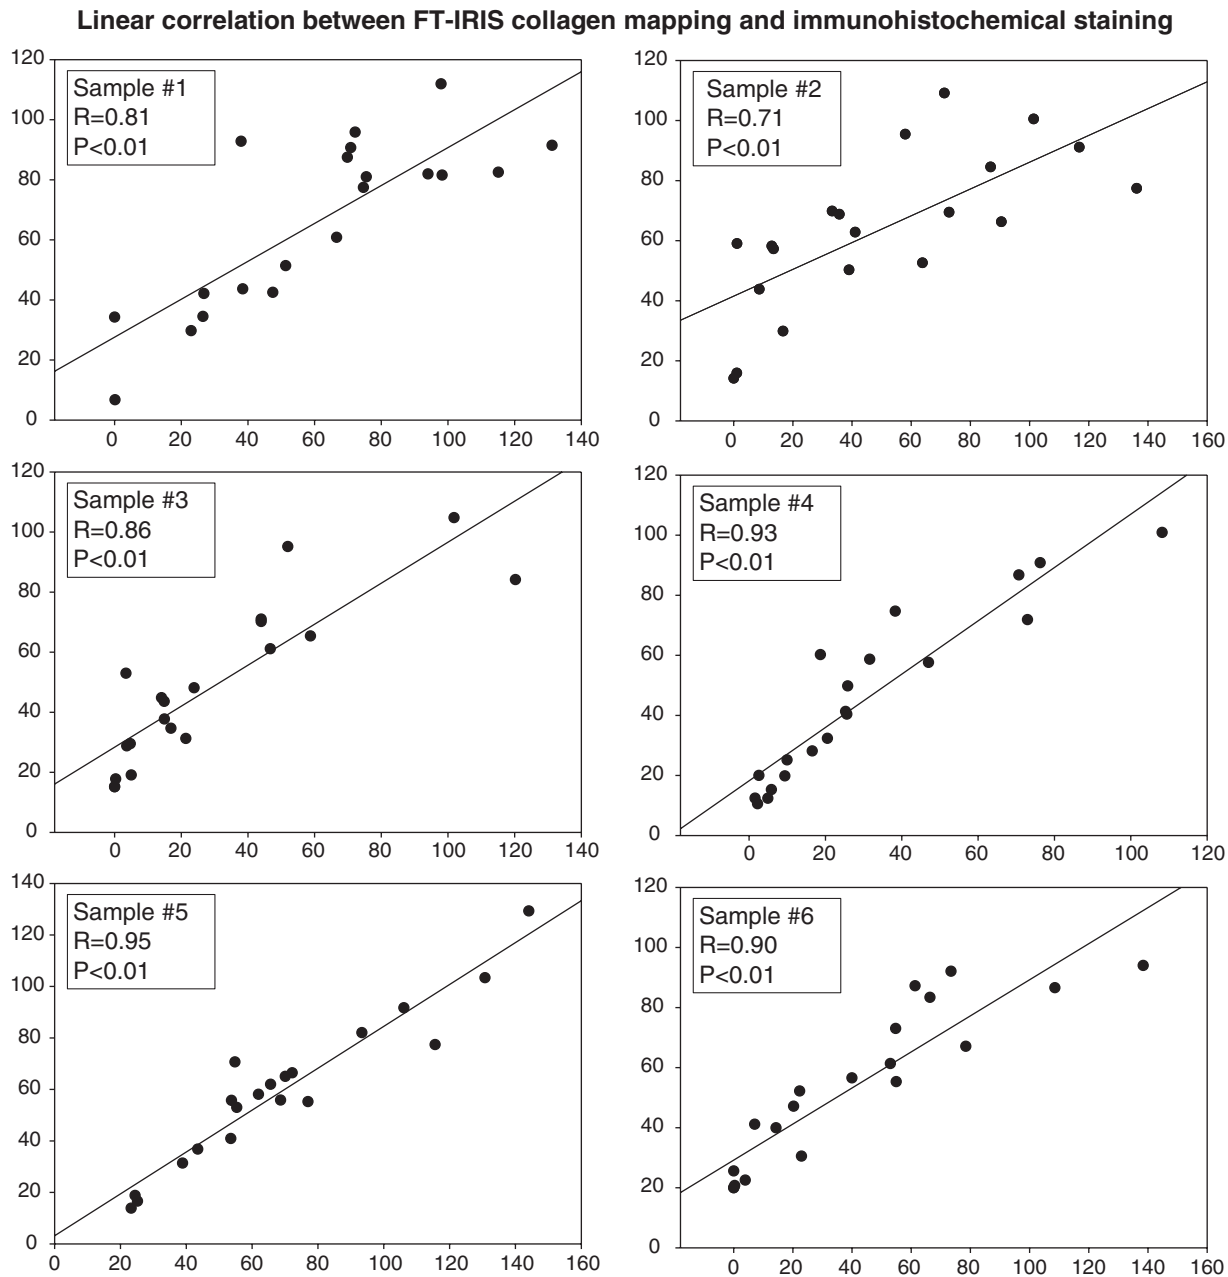 Linear correlation between FT-IRIS collagen mapping and immunohistochemical staining
Sample #1
R=0.81
P<0.01
120
100
80
60
40
20
0
0 20 40 60 80 100 120 140
Sample #2
R=0.71
P<0.01
120
100
80
60
40
20
0
0 20 40 60 80 100 120 140 160
Sample #3
R=0.86
P<0.01
120
100
80
60
40
20
0
0 20 40 60 80 100 120 140
Sample #4
R=0.93
P<0.01
120
100
80
60
40
20
0
0 20 40 60 80 100 120
Sample #5
R=0.95
P<0.01
140
120
100
80
60
40
20
0
0 20 40 60 80 100 120 140 160
Sample #6
R=0.90
P<0.01
120
100
80
60
40
20
0
0 20 40 60 80 100 120 140 160